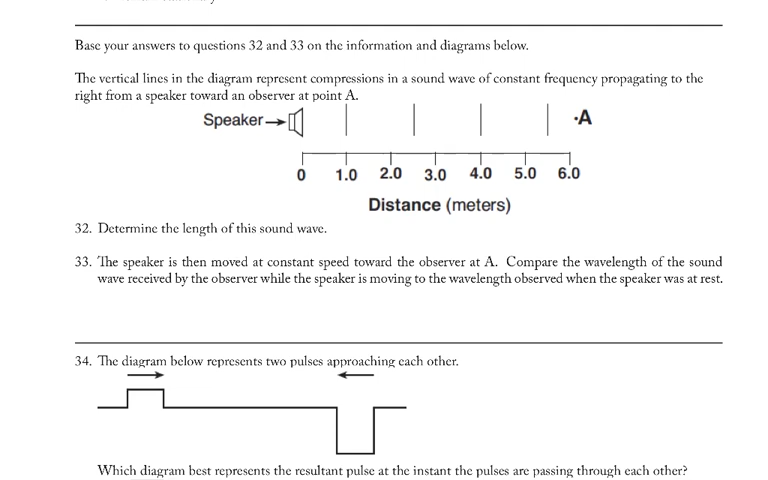 Base your answers to questions 32 and 33 on the information and diagrams below.
The vertical lines in the diagram represent compressions in a sound wave of constant frequency propagating to the
right from a speaker toward an observer at point A.
Speaker
·A
0 1.0 2.0 3.0 4.0 5.0 6.0
Distance (meters)
32. Determine the length of this sound wave.
33. The speaker is then moved at constant speed toward the observer at A. Compare the wavelength of the sound
wave received by the observer while the speaker is moving to the wavelength observed when the speaker was at rest.
34. The diagram below represents two pulses approaching each other.
Which diagram best represents the resultant pulse at the instant the pulses are passing through each other?